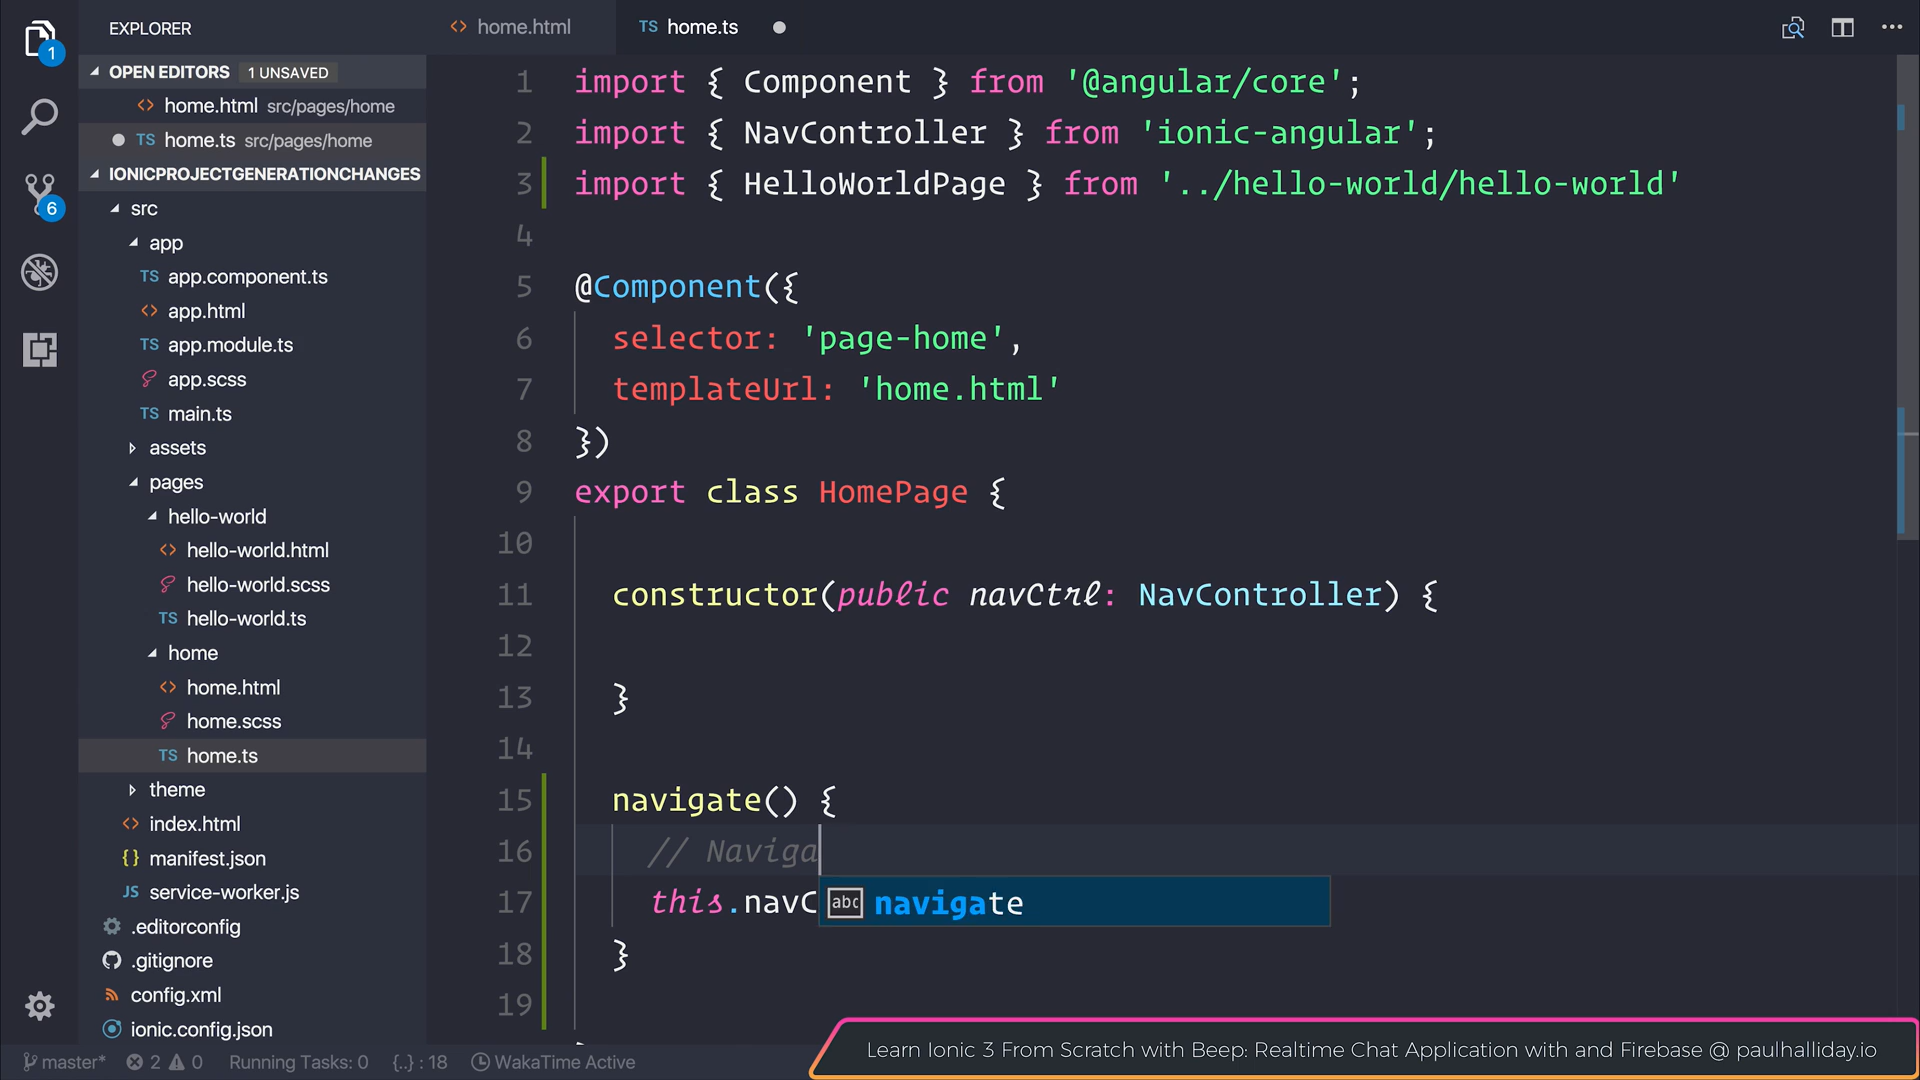 EXPLORER
1
6
OPEN EDITORS 1 UNSAVED
home.html src/pages/home
TS home.ts src/pages/home
IONICPROJECTGENERATIONCHANGES
src
app
TS app.component.ts
app.html
TS app.module.ts
app.scss
TS main.ts
assets
pages
hello-world
hello-world.html
hello-world.scss
TS hello-world.ts
home
home.html
home.scss
TS home.ts
theme
index.html
{ } manifest.json
JS service-worker.js
.editorconfig
.gitignore
config.xml
ionic.config.json
home.html
TS home.ts
1 import { Component } from '@angular/core';
2 import { NavController } from 'ionic-angular';
3 import { HelloWorldPage } from '../hello-world/hello-world'
4
5 @Component({
6 selector: 'page-home',
7 templateUrl: 'home.html'
8 })
9 export class HomePage {
10
11 constructor(public navCtrl: NavController) {
12
13 }
14
15 navigate() {
16 // Naviga
17 this.navC
abc navigate
18 }
19
master* 2 0 Running Tasks: 0 {..} : 18 WakaTime Active
Learn Ionic 3 From Scratch with Beep: Realtime Chat Application with and Firebase @ paulhalliday.io